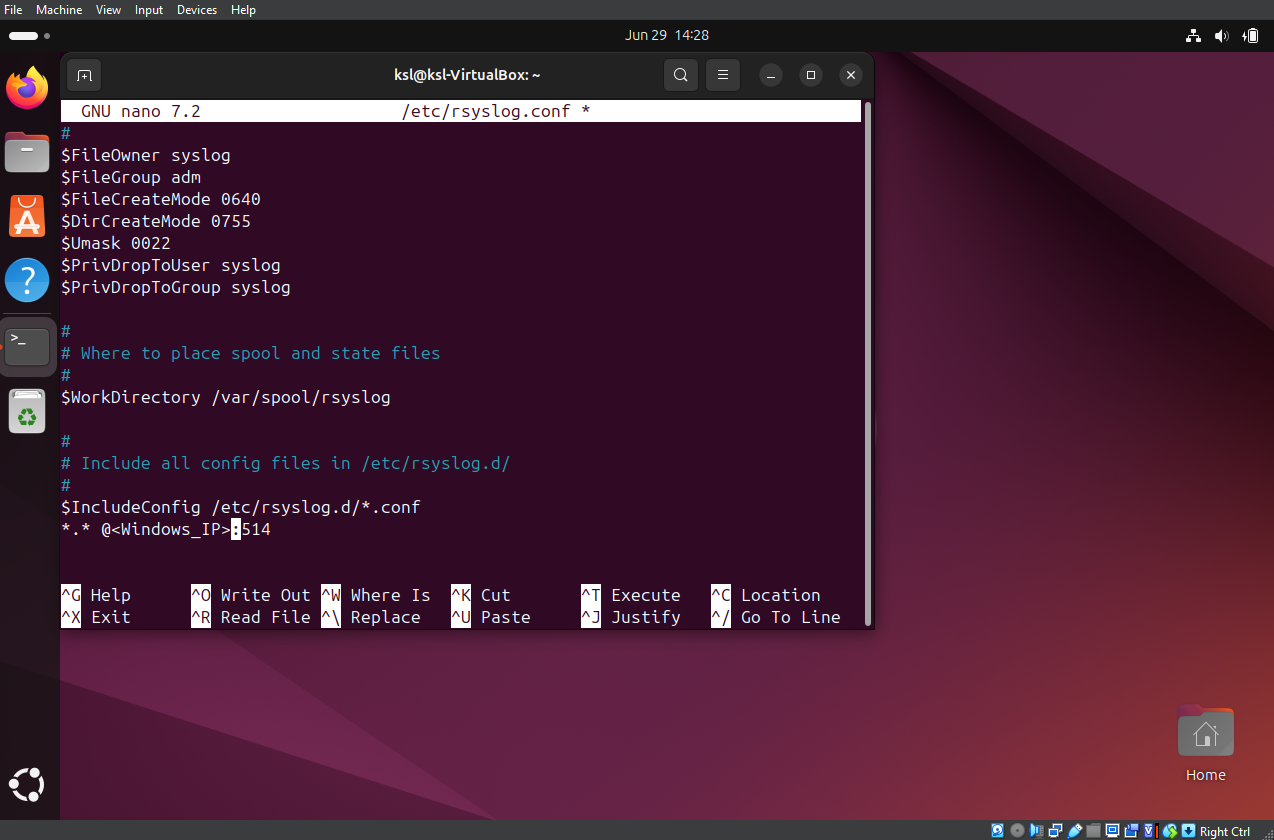 File Machine View Input Devices Help
Jun 29 14:28
ksl@ksl-VirtualBox: ~
GNU nano 7.2 /etc/rsyslog.conf *
#
$FileOwner syslog
$FileGroup adm
$FileCreateMode 0640
$DirCreateMode 0755
$Umask 0022
$PrivDropToUser syslog
$PrivDropToGroup syslog
#
# Where to place spool and state files
#
$WorkDirectory /var/spool/rsyslog
#
# Include all config files in /etc/rsyslog.d/
#
$IncludeConfig /etc/rsyslog.d/*.conf
*.* @<Windows_IP>:514
^G Help ^O Write Out ^W Where Is ^K Cut ^T Execute ^C Location
^X Exit ^R Read File ^\ Replace ^U Paste ^J Justify ^/ Go To Line
Home
Right Ctrl